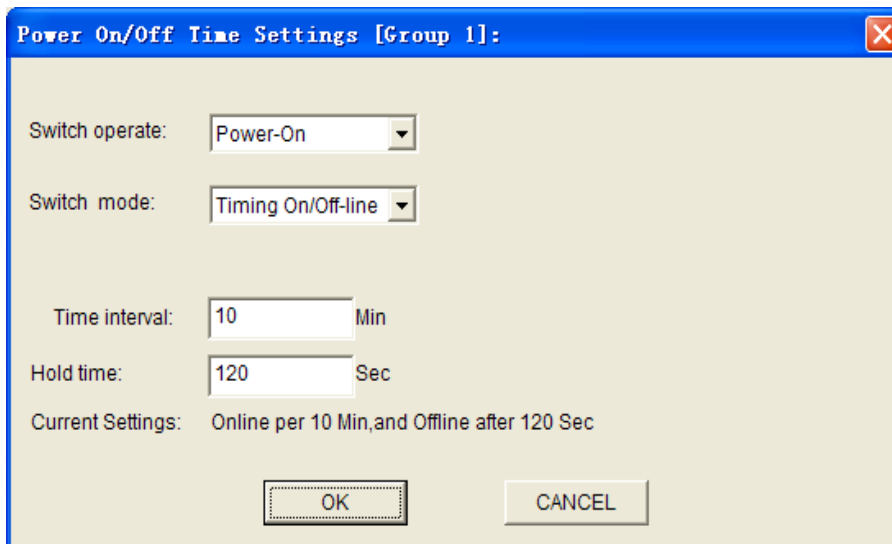 Power On/Off Time Settings [Group 1]:
Switch operate: Power-On
Switch mode: Timing On/Off-line
Time interval: 10 Min
Hold time: 120 Sec
Current Settings: Online per 10 Min,and Offline after 120 Sec
OK CANCEL